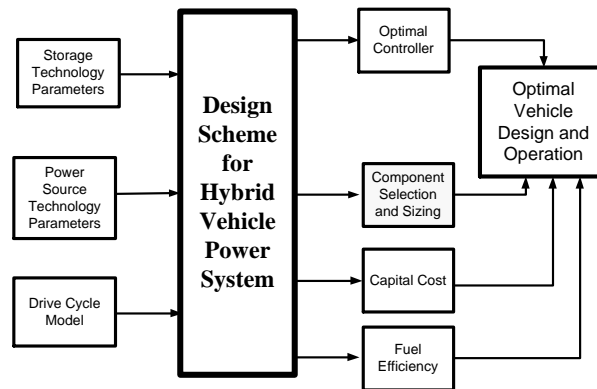 Storage
Technology
Parameters
Power
Source
Technology
Parameters
Drive Cycle
Model
Design
Scheme
for
Hybrid
Vehicle
Power
System
Optimal
Controller
Component
Selection
and Sizing
Capital Cost
Fuel
Efficiency
Optimal
Vehicle
Design and
Operation